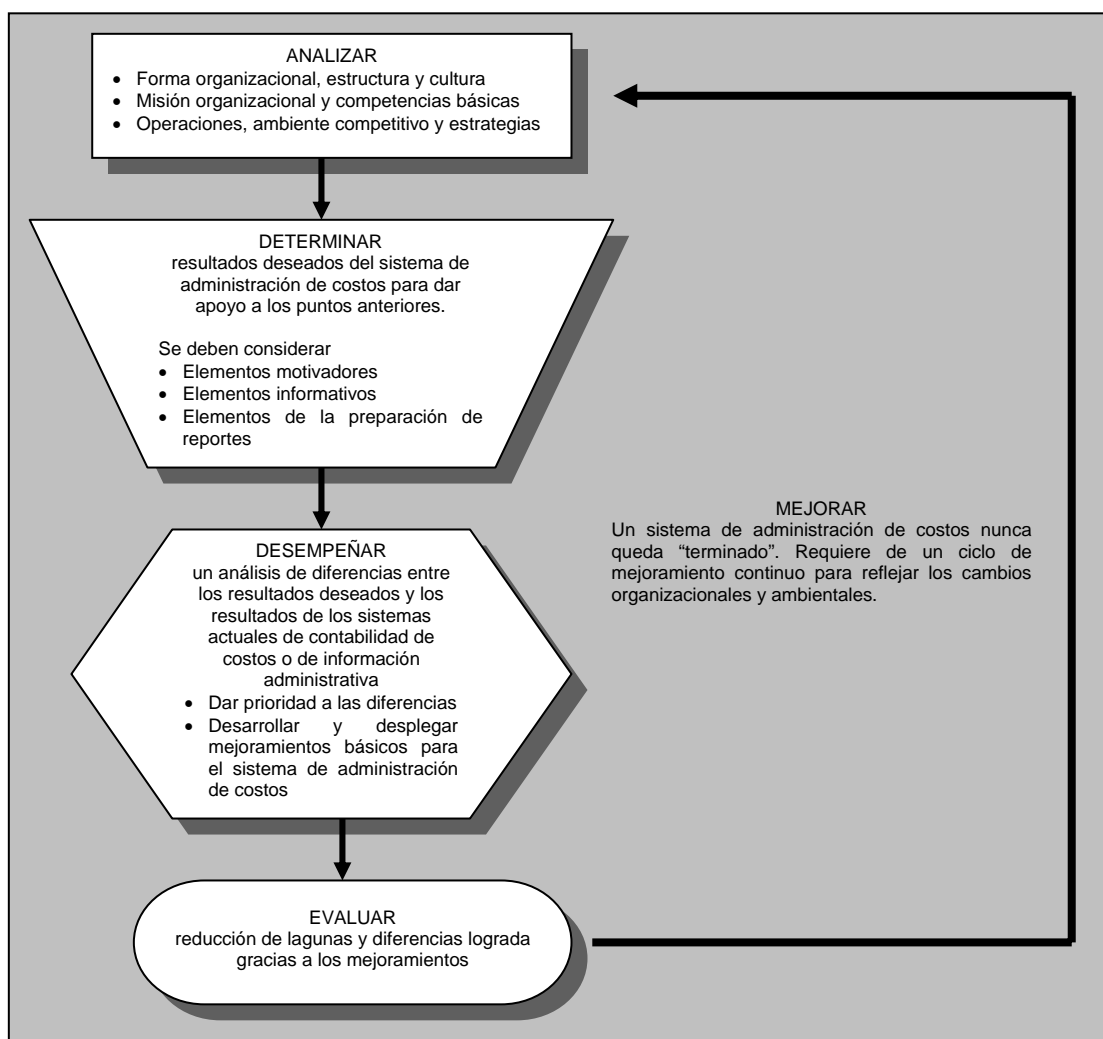 ANALIZAR
• Forma organizacional, estructura y cultura
• Misión organizacional y competencias básicas
• Operaciones, ambiente competitivo y estrategias
DETERMINAR
resultados deseados del sistema de
administración de costos para dar
apoyo a los puntos anteriores.
Se deben considerar
• Elementos motivadores
• Elementos informativos
• Elementos de la preparación de
reportes
DESEMPEÑAR
un análisis de diferencias entre
los resultados deseados y los
resultados de los sistemas
actuales de contabilidad de
costos o de información
administrativa
• Dar prioridad a las diferencias
• Desarrollar y desplegar
mejoramientos básicos para
el sistema de administración
de costos
EVALUAR
reducción de lagunas y diferencias lograda
gracias a los mejoramientos
MEJORAR
Un sistema de administración de costos nunca
queda “terminado”. Requiere de un ciclo de
mejoramiento continuo para reflejar los cambios
organizacionales y ambientales.